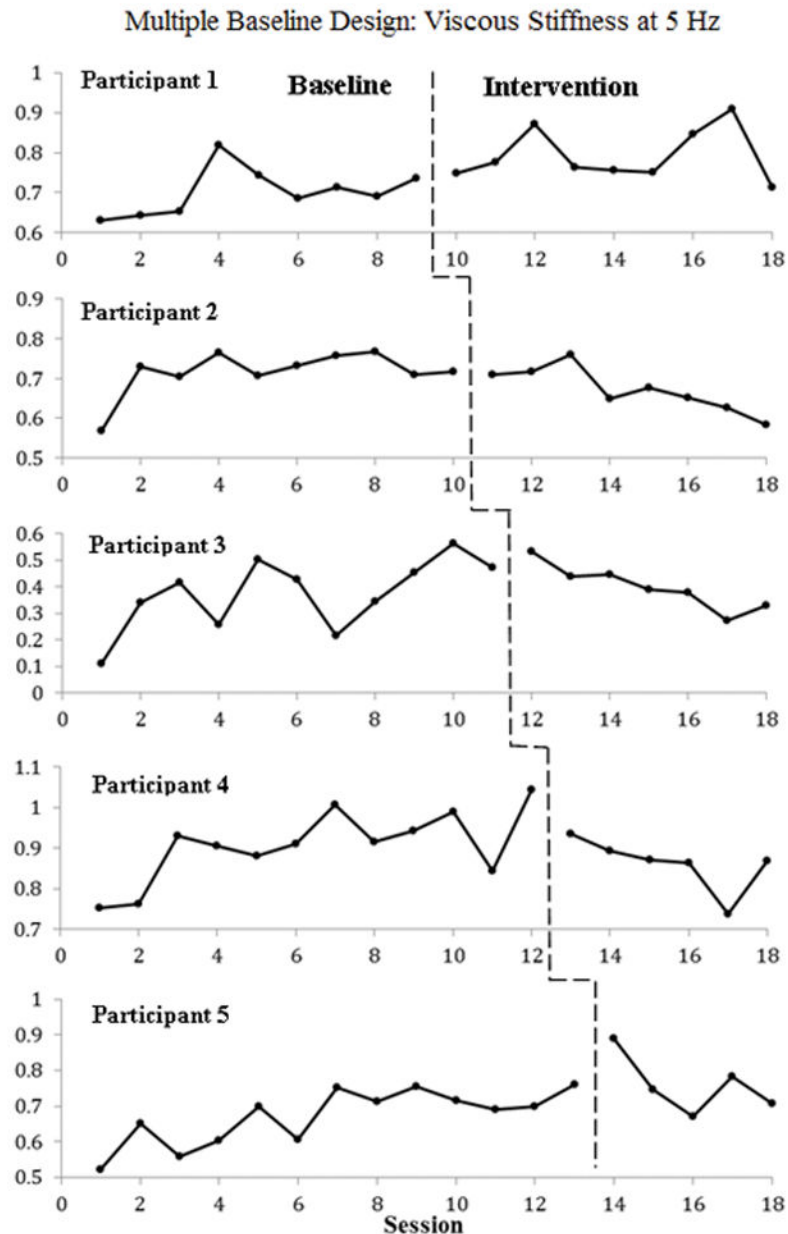 Multiple Baseline Design: Viscous Stiffness at 5 Hz
Participant 1 Baseline Intervention
1
0.9
0.8
0.7
0.6
0 2 4 6 8 10 12 14 16 18
Participant 2
0.9
0.8
0.7
0.6
0.5
0 2 4 6 8 10 12 14 16 18
Participant 3
0.6
0.5
0.4
0.3
0.2
0.1
0
0 2 4 6 8 10 12 14 16 18
Participant 4
1.1
1
0.9
0.8
0.7
0 2 4 6 8 10 12 14 16 18
Participant 5
1
0.9
0.8
0.7
0.6
0.5
0 2 4 6 8 10 12 14 16 18
Session